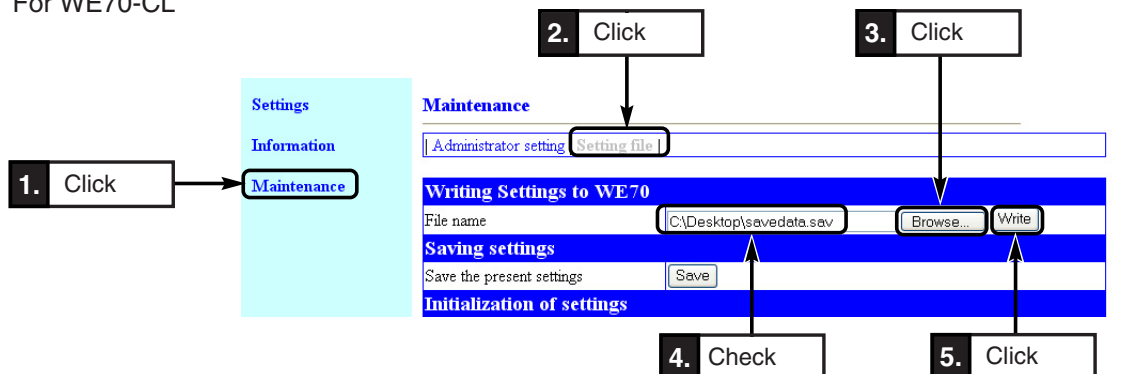 For WE70-CL
2. Click
3. Click
Settings
Maintenance
Information
| Administrator setting | Setting file |
1. Click
Maintenance
Writing Settings to WE70
File name C:\Desktop\savedata.sav Browse... Write
Saving settings
Save the present settings Save
Initialization of settings
4. Check
5. Click